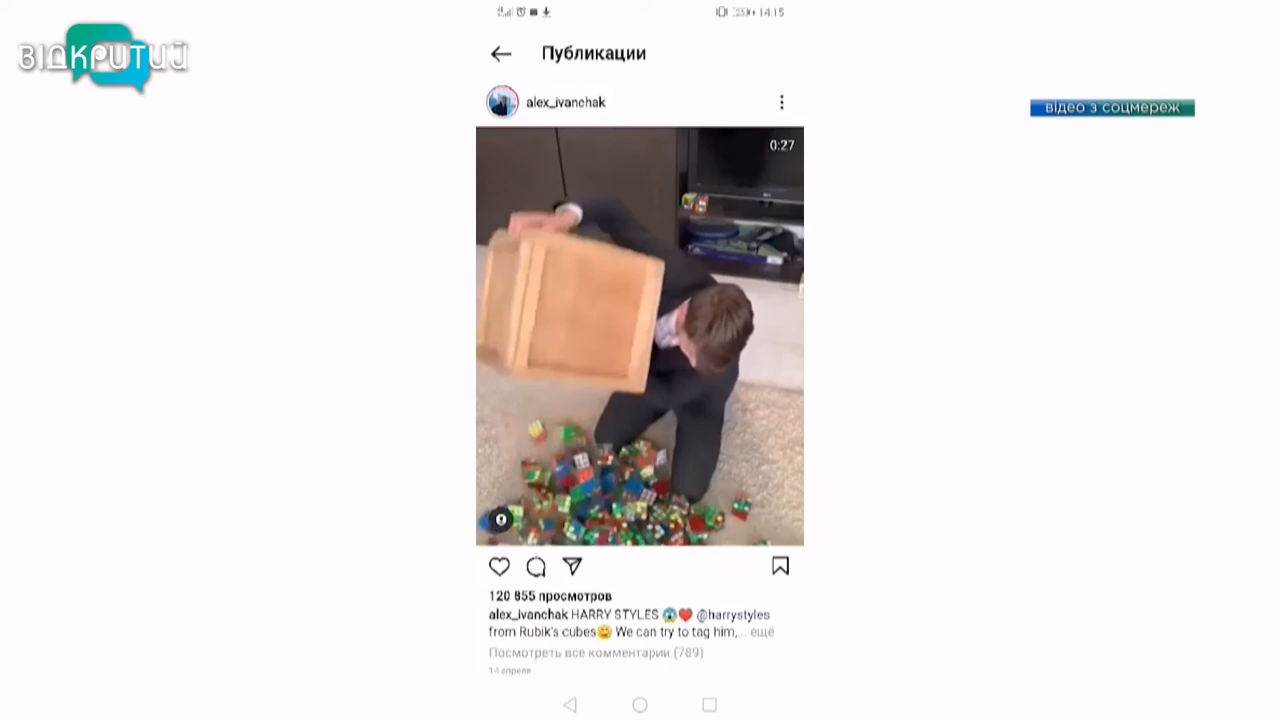 14:15
ВІДКРИТИЙ
Публикации
alex_ivanchak
відео з соцмереж
0:27
120 855 просмотров
alex_ivanchak HARRY STYLES 😱❤️ @harrystyles
from Rubik's cubes😄 We can try to tag him,... ещё
Посмотреть все комментарии (789)
14 апреля